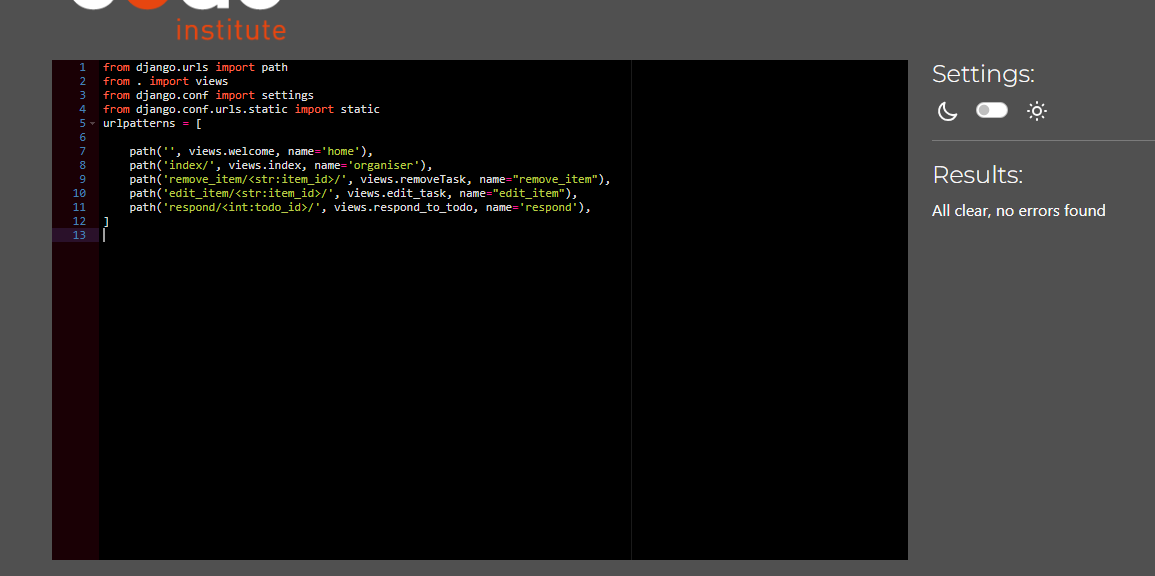 institute
1 from django.urls import path
2 from . import views
3 from django.conf import settings
4 from django.conf.urls.static import static
5 urlpatterns = [
6
7 path('', views.welcome, name='home'),
8 path('index/', views.index, name='organiser'),
9 path('remove_item/<str:item_id>/', views.removeTask, name="remove_item"),
10 path('edit_item/<str:item_id>/', views.edit_task, name="edit_item"),
11 path('respond/<int:todo_id>/', views.respond_to_todo, name='respond'),
12 ]
13
Settings:
Results:
All clear, no errors found